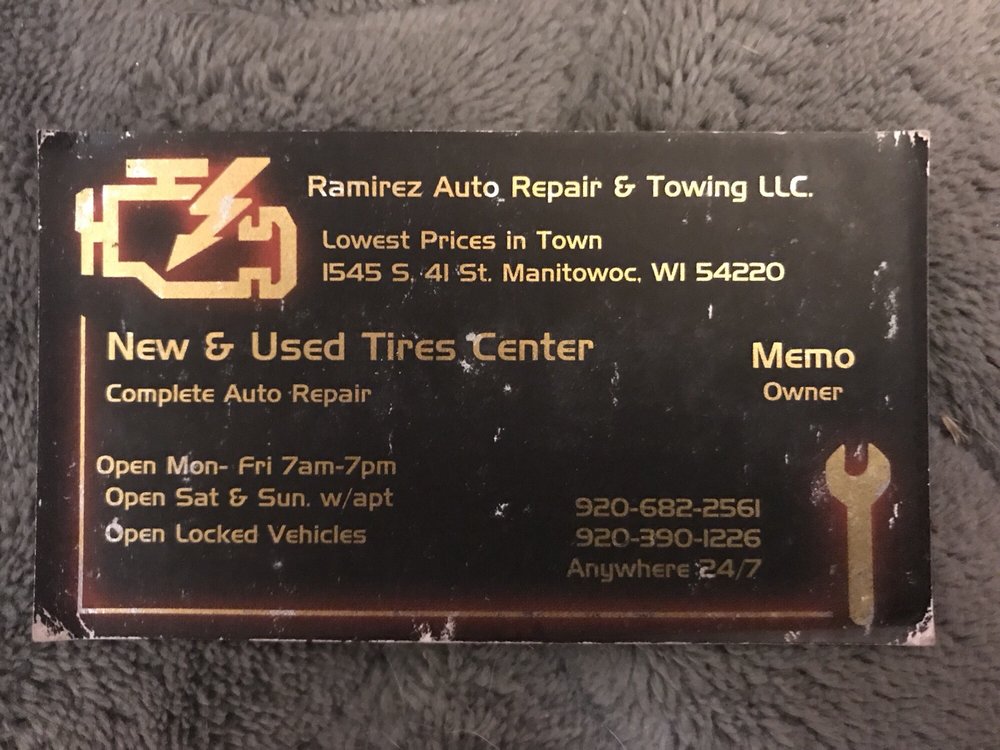 Ramirez Auto Repair & Towing LLC.
Lowest Prices in Town
1545 S. 41 St. Manitowoc, WI 54220
New & Used Tires Center
Complete Auto Repair
Memo
Owner
Open Mon- Fri 7am-7pm
Open Sat & Sun. w/apt
Open Locked Vehicles
920-682-2561
920-390-1226
Anywhere 24/7